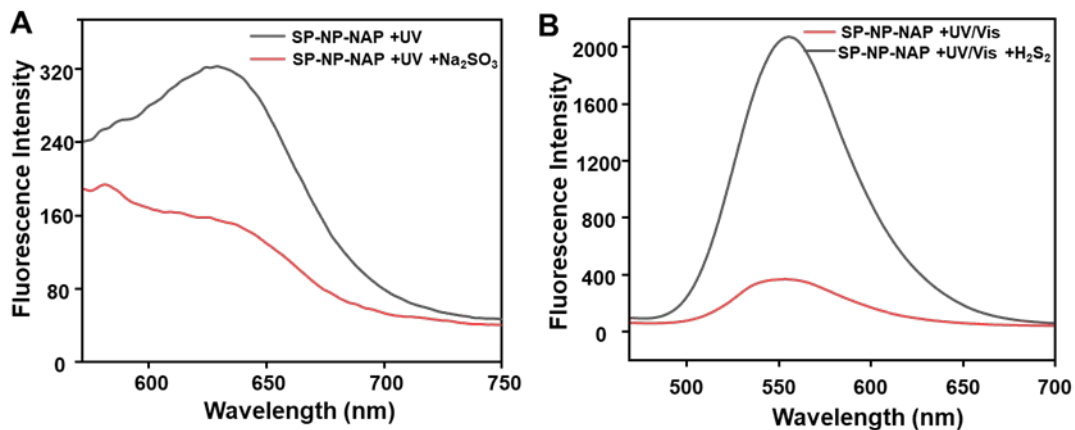 A
SP-NP-NAP +UV
SP-NP-NAP +UV +Na₂SO₃
Fluorescence Intensity
320
240
160
80
0
600
650
700
750
Wavelength (nm)
B
SP-NP-NAP +UV/Vis
SP-NP-NAP +UV/Vis +H₂S₂
Fluorescence Intensity
2000
1600
1200
800
400
0
500
550
600
650
700
Wavelength (nm)